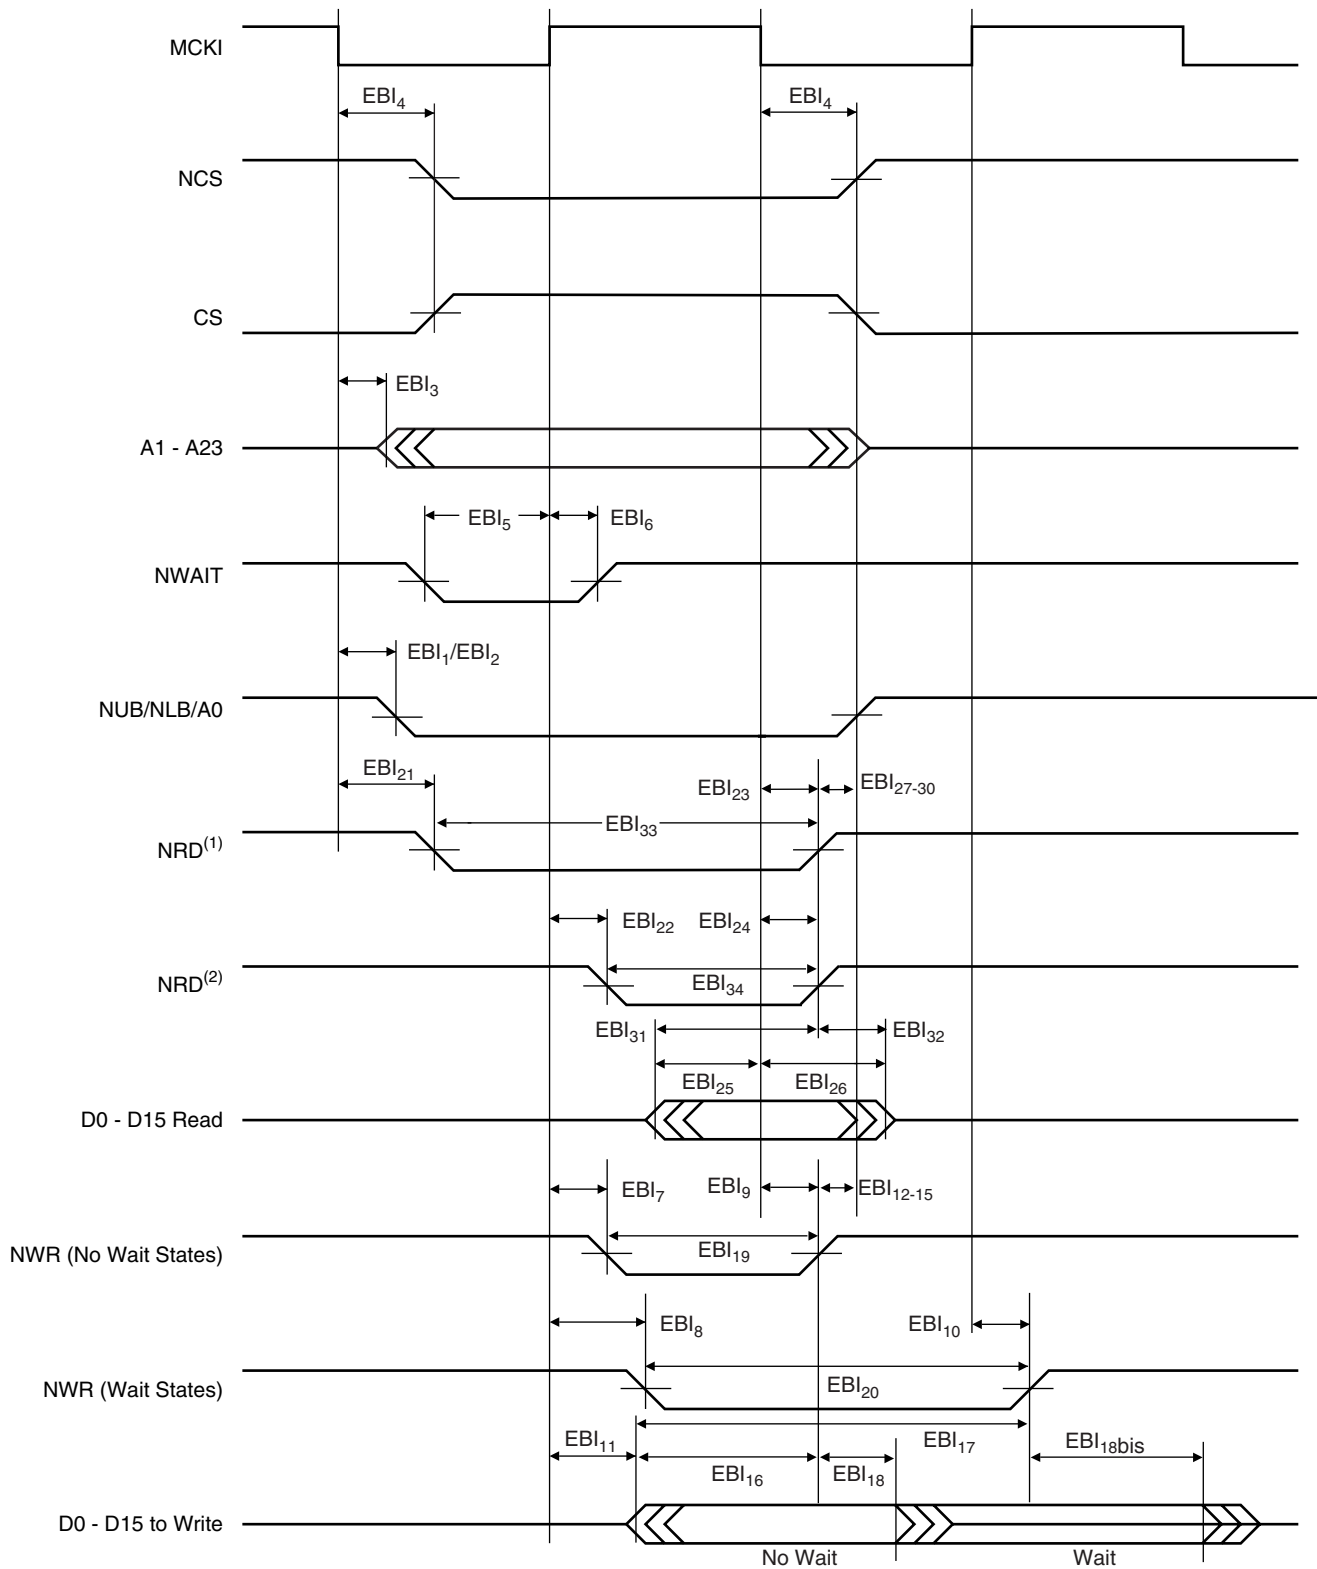 MCKI
EBI4 EBI4
NCS
CS
EBI3
A1 - A23
EBI5 EBI6
NWAIT
EBI1/EBI2
NUB/NLB/A0
EBI21 EBI23 EBI27-30
EBI33
NRD(1)
EBI22 EBI24
NRD(2)
EBI34
EBI31 EBI32
EBI25 EBI26
D0 - D15 Read
EBI7 EBI9 EBI12-15
NWR (No Wait States) EBI19
EBI8 EBI10
NWR (Wait States) EBI20
EBI11 EBI17 EBI18bis
EBI16 EBI18
D0 - D15 to Write
No Wait Wait